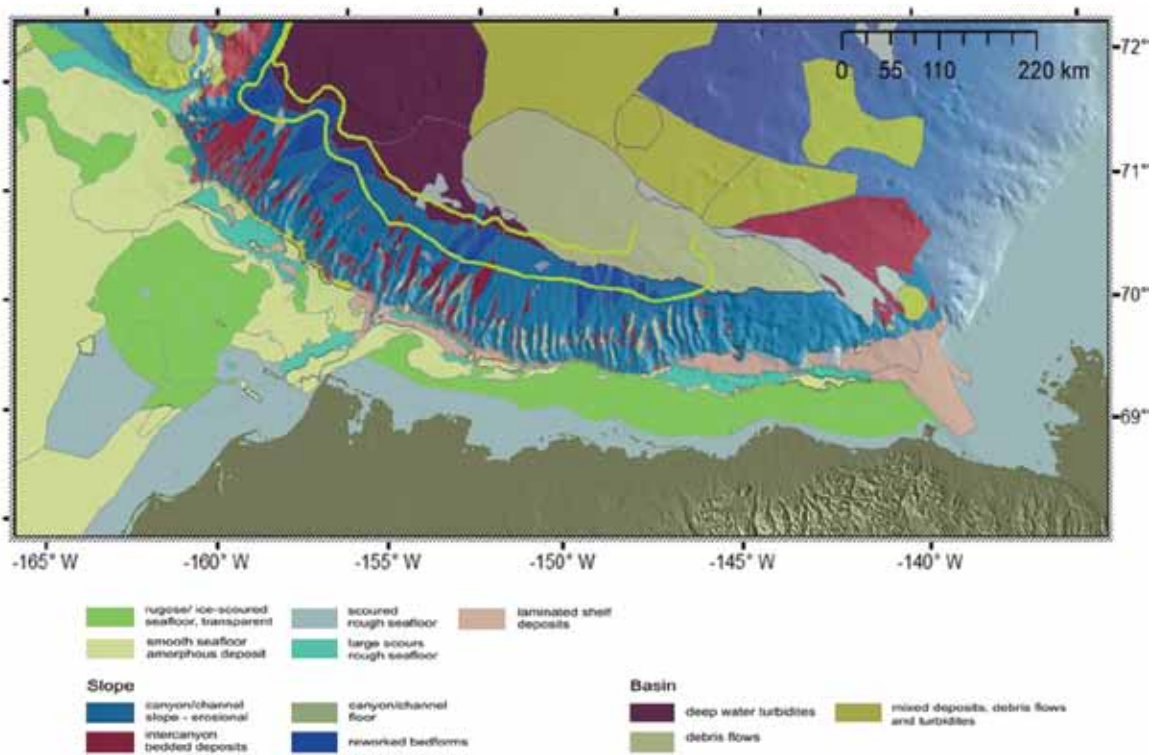 0 55 110 220 km
72°
71°
70°
69°
-165° W -160° W -155° W -150° W -145° W -140° W
rugose/ ice-scoured
seafloor, transparent
scoured
rough seafloor
laminated shelf
deposits
smooth seafloor
amorphous deposit
large scours
rough seafloor
Slope
canyon/channel
slope - erosional
canyon/channel
floor
intercanyon
bedded deposits
reworked bedforms
Basin
deep water turbidites
mixed deposits, debris flows
and turbidites
debris flows